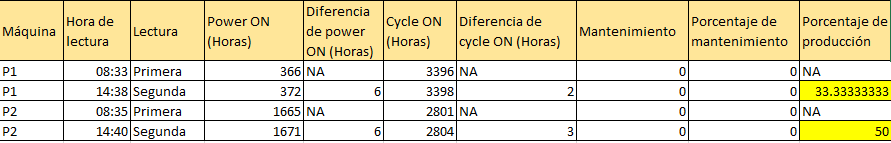 Máquina Hora de lectura Lectura Power ON (Horas) Diferencia de power ON (Horas) Cycle ON (Horas) Diferencia de cycle ON (Horas) Mantenimiento Porcentaje de mantenimiento Porcentaje de producción
P1 08:33 Primera 366 NA 3396 NA 0 0 NA
P1 14:38 Segunda 372 6 3398 2 0 0 33.33333333
P2 08:35 Primera 1665 NA 2801 NA 0 0 NA
P2 14:40 Segunda 1671 6 2804 3 0 0 50